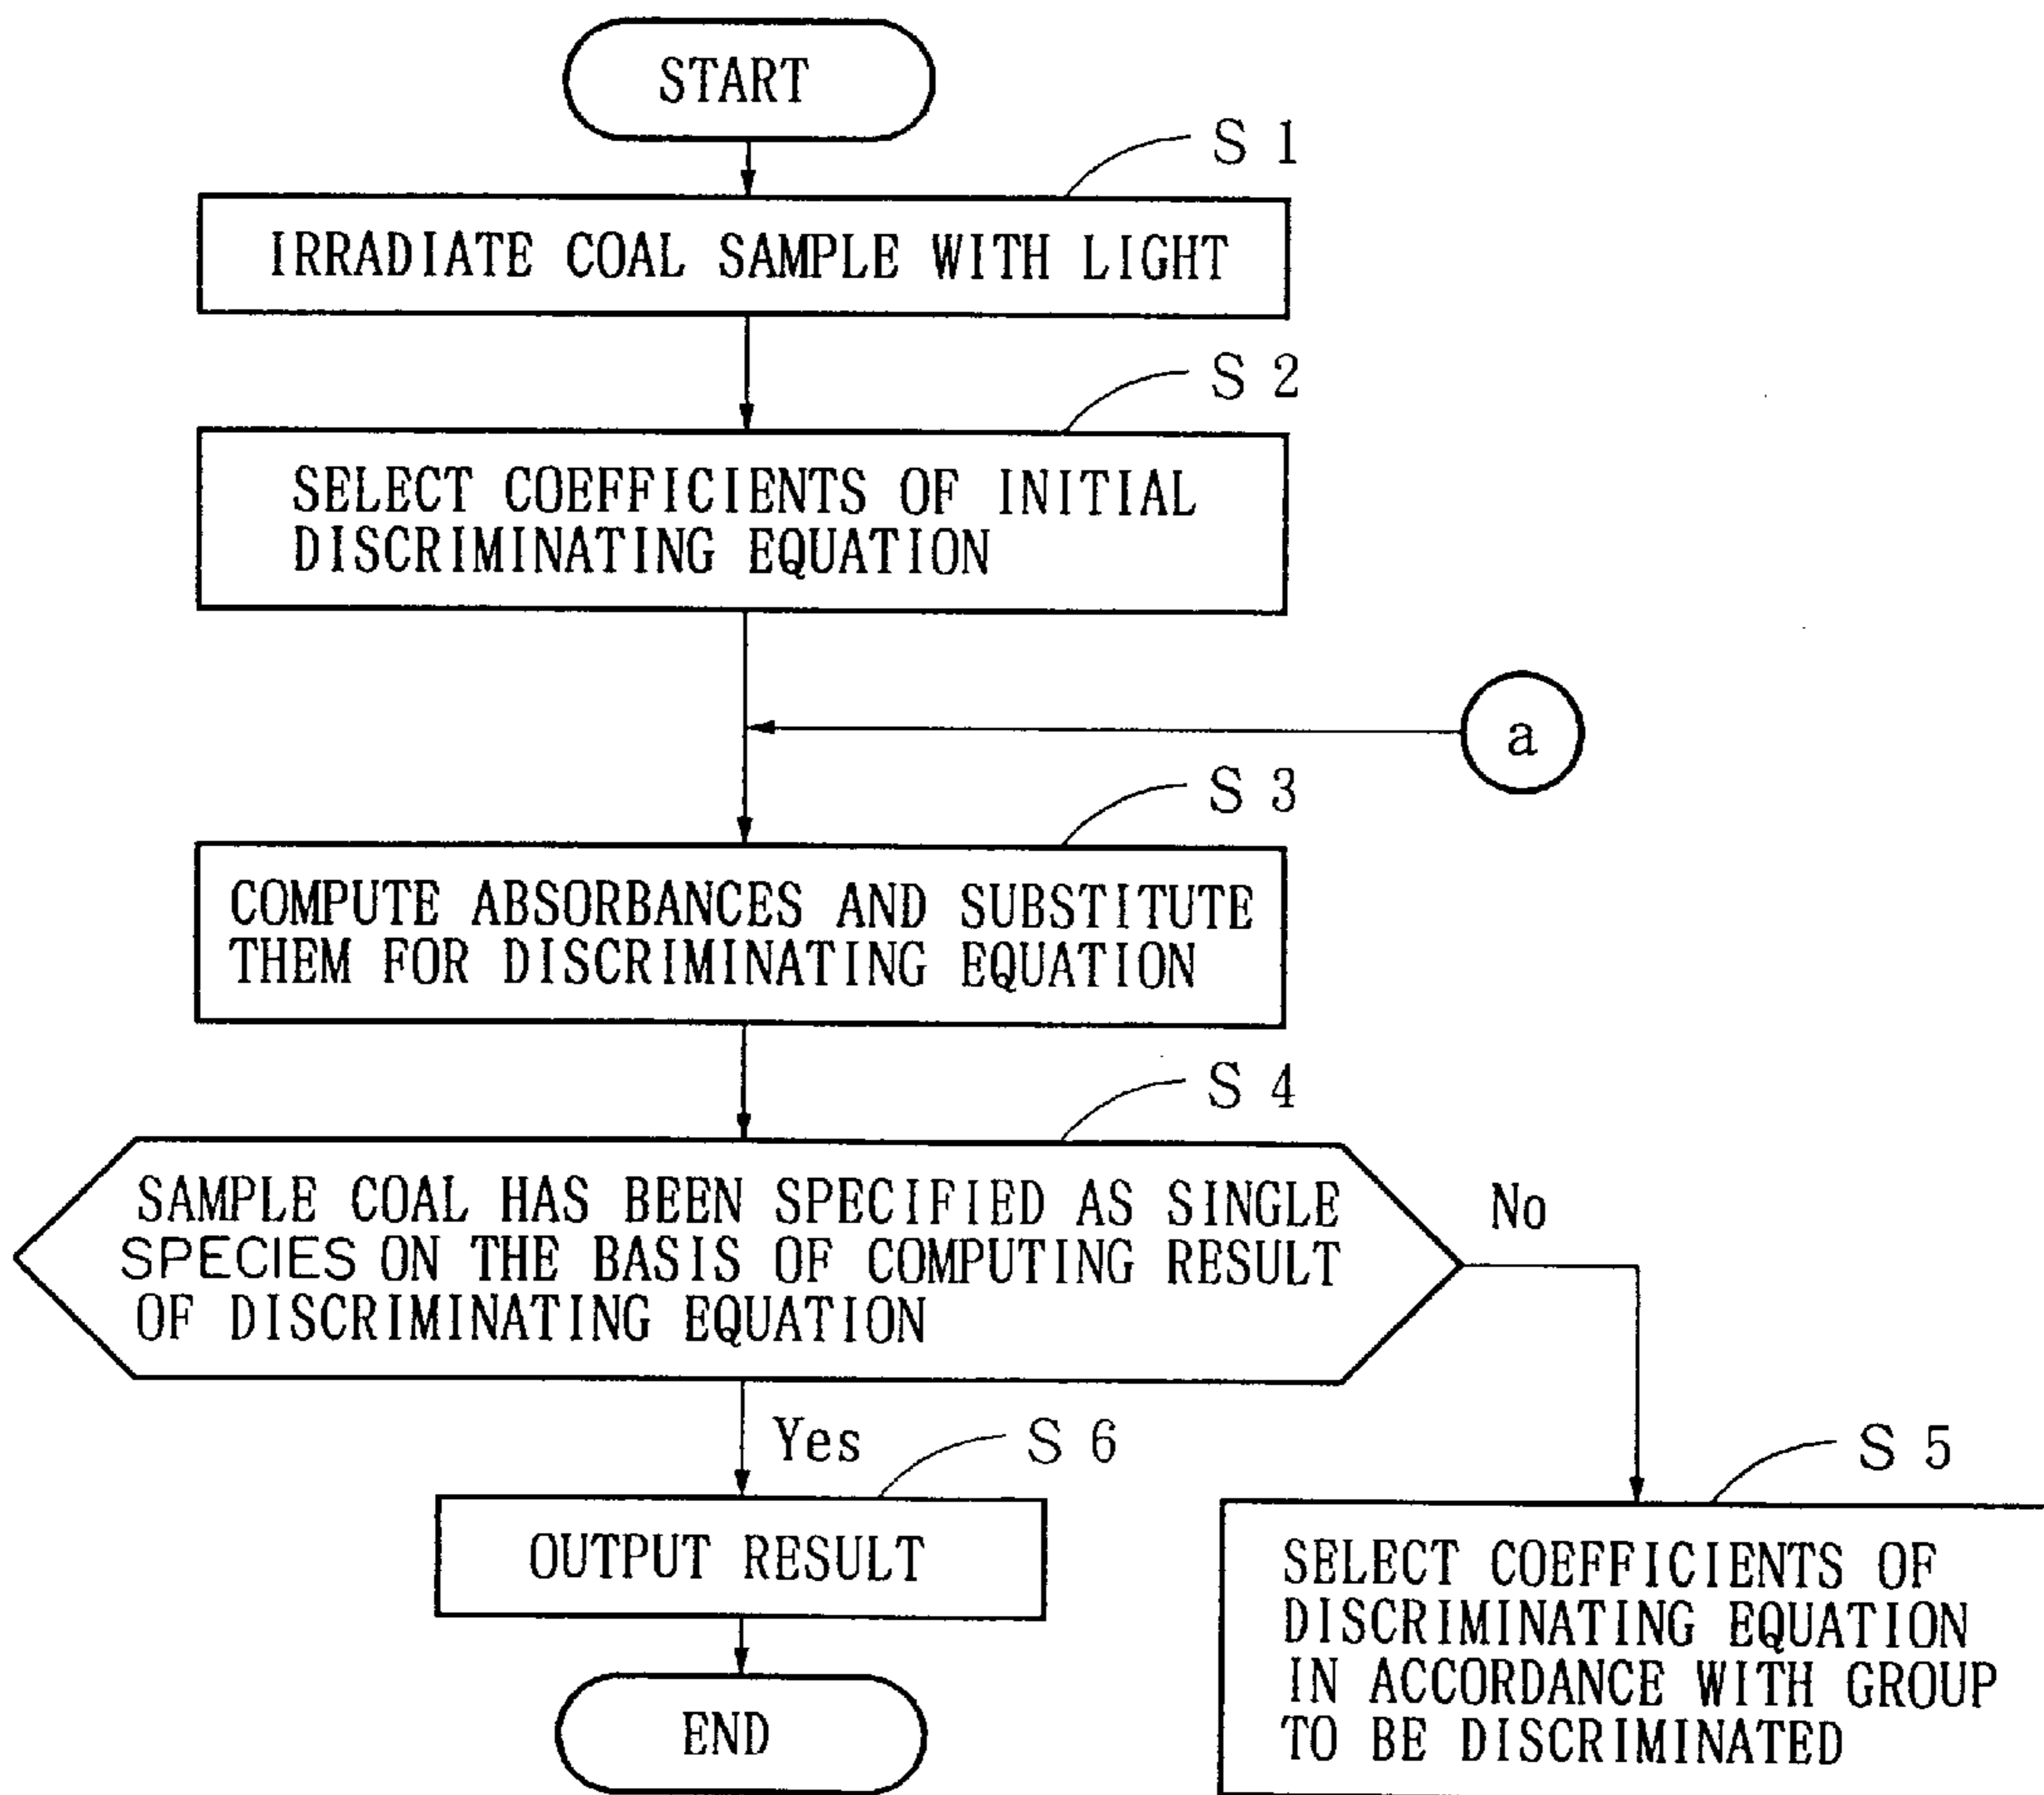 START
S 1
IRRADIATE COAL SAMPLE WITH LIGHT
S 2
SELECT COEFFICIENTS OF INITIAL
DISCRIMINATING EQUATION
a
S 3
COMPUTE ABSORBANCES AND SUBSTITUTE
THEM FOR DISCRIMINATING EQUATION
S 4
SAMPLE COAL HAS BEEN SPECIFIED AS SINGLE
SPECIES ON THE BASIS OF COMPUTING RESULT
OF DISCRIMINATING EQUATION
No
Yes
S 6
OUTPUT RESULT
END
S 5
SELECT COEFFICIENTS OF
DISCRIMINATING EQUATION
IN ACCORDANCE WITH GROUP
TO BE DISCRIMINATED